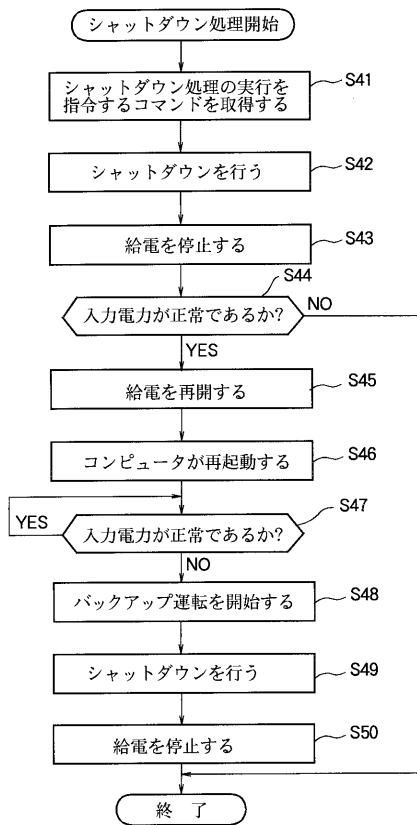 シャットダウン処理開始
シャットダウン処理の実行を
指令するコマンドを取得する
S41
シャットダウンを行う
S42
給電を停止する
S43
S44
入力電力が正常であるか?
NO
YES
給電を再開する
S45
コンピュータが再起動する
S46
S47
YES
入力電力が正常であるか?
NO
バックアップ運転を開始する
S48
シャットダウンを行う
S49
給電を停止する
S50
終 了